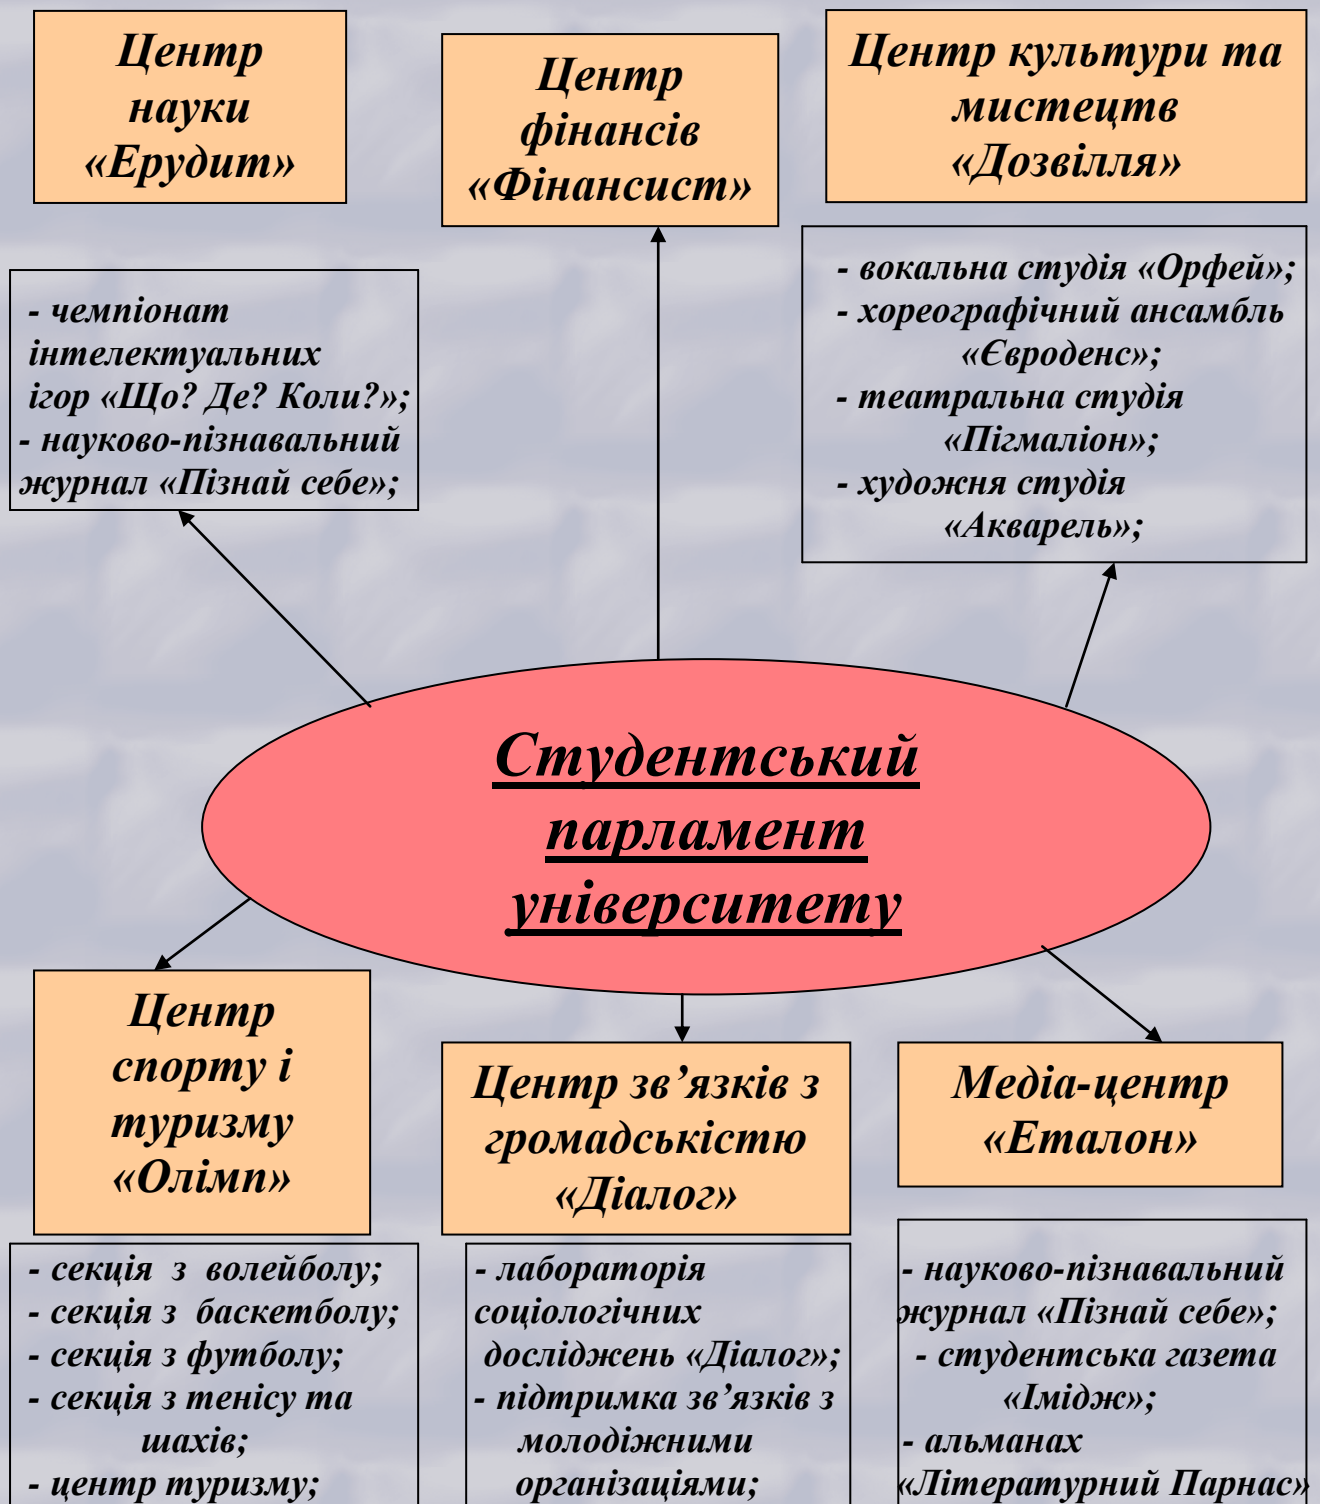 Центр
науки
«Ерудит»
Центр
фінансів
«Фінансист»
Центр культури та
мистецтв
«Дозвілля»
- чемпіонат
інтелектуальних
ігор «Що? Де? Коли?»;
- науково-пізнавальний
журнал «Пізнай себе»;
- вокальна студія «Орфей»;
- хореографічний ансамбль
«Євроденс»;
- театральна студія
«Пігмаліон»;
- художня студія
«Акварель»;
Студентський
парламент
університету
Центр
спорту і
туризму
«Олімп»
Центр зв’язків з
громадськістю
«Діалог»
Медіа-центр
«Еталон»
- секція з волейболу;
- секція з баскетболу;
- секція з футболу;
- секція з тенісу та
шахів;
- центр туризму;
- лабораторія
соціологічних
досліджень «Діалог»;
- підтримка зв’язків з
молодіжними
організаціями;
- науково-пізнавальний
журнал «Пізнай себе»;
- студентська газета
«Імідж»;
- альманах
«Літературний Парнас»